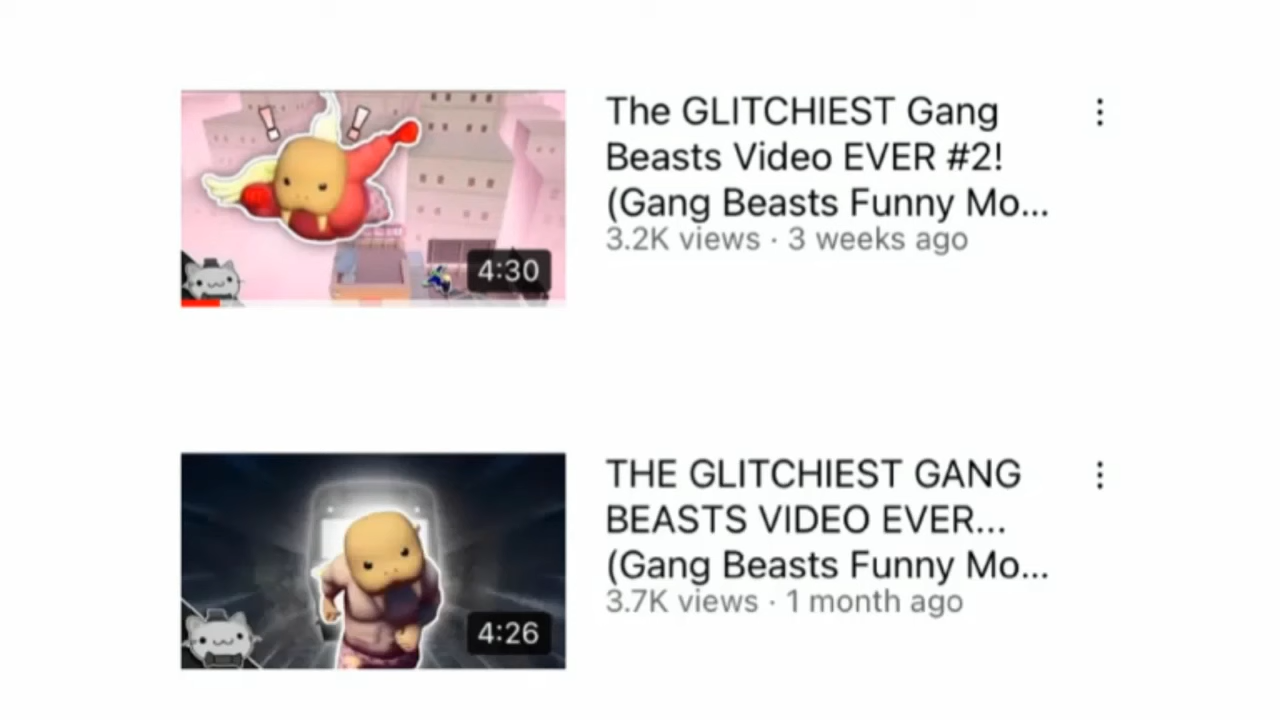 The GLITCHIEST Gang
Beasts Video EVER #2!
(Gang Beasts Funny Mo...
3.2K views · 3 weeks ago
4:30
THE GLITCHIEST GANG
BEASTS VIDEO EVER...
(Gang Beasts Funny Mo...
3.7K views · 1 month ago
4:26